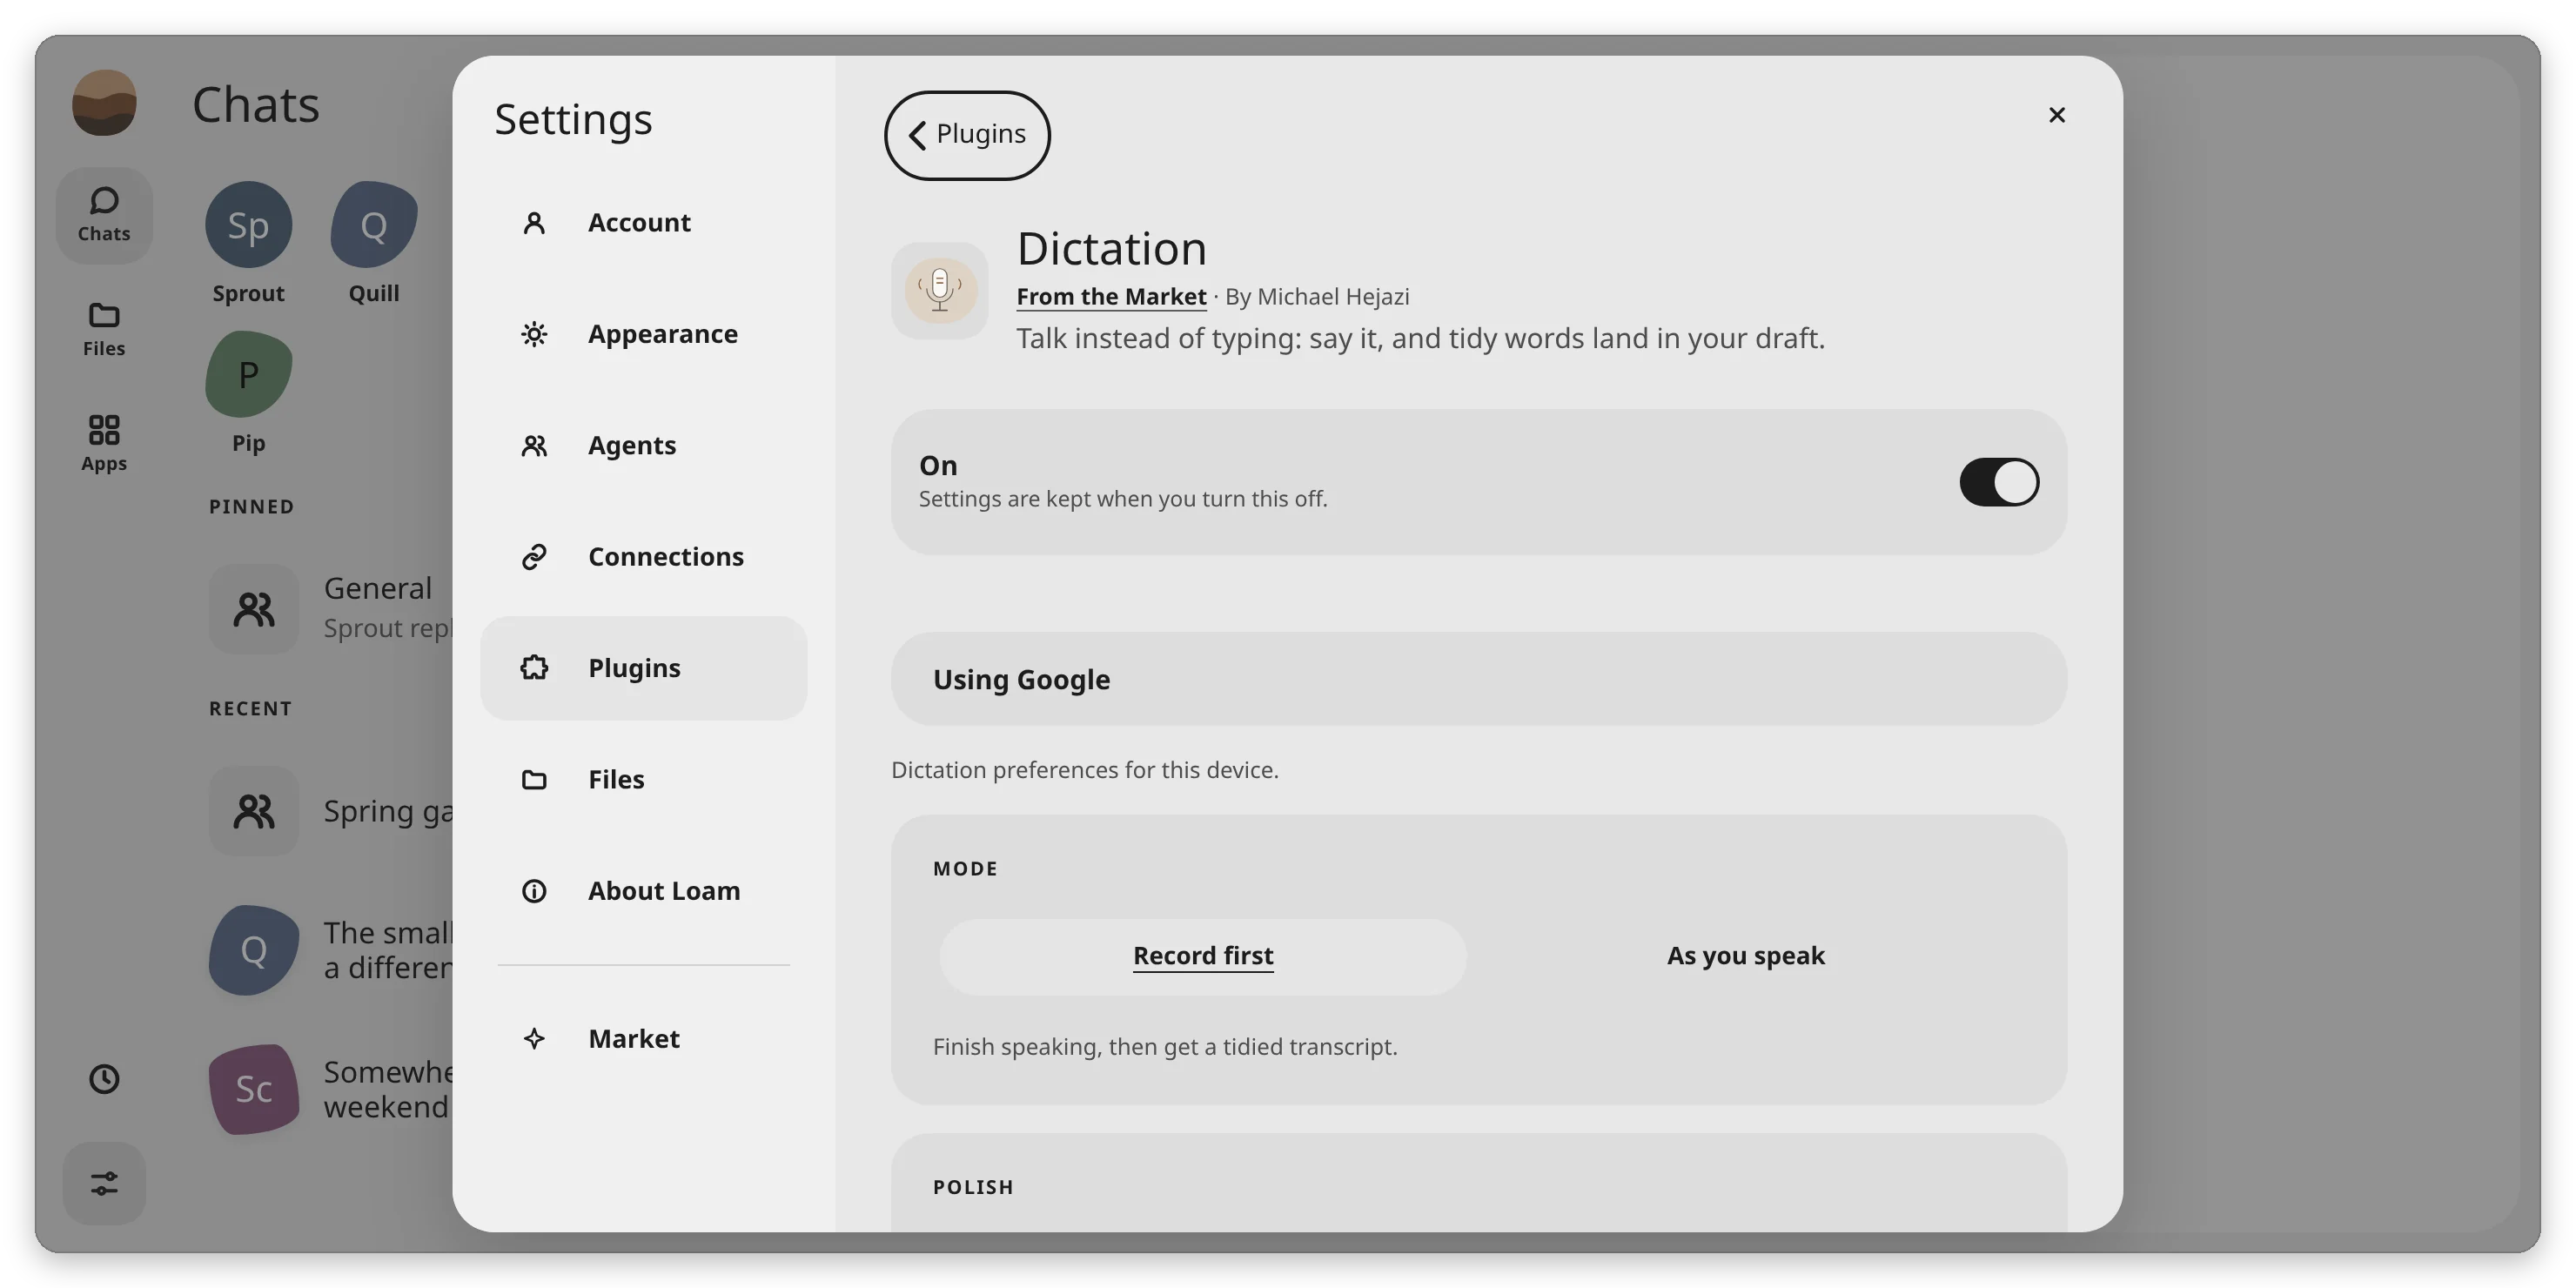 Chats
Chats
Files
Apps
Sp
Q
Sprout
Quill
P
Pip
PINNED
General
Sprout repl
RECENT
Spring ga
Q
The small
a differen
Sc
Somewhe
weekend
Settings
Account
Appearance
Agents
Connections
Plugins
Files
About Loam
Market
Plugins
Dictation
From the Market · By Michael Hejazi
Talk instead of typing: say it, and tidy words land in your draft.
On
Settings are kept when you turn this off.
Using Google
Dictation preferences for this device.
MODE
Record first
As you speak
Finish speaking, then get a tidied transcript.
POLISH